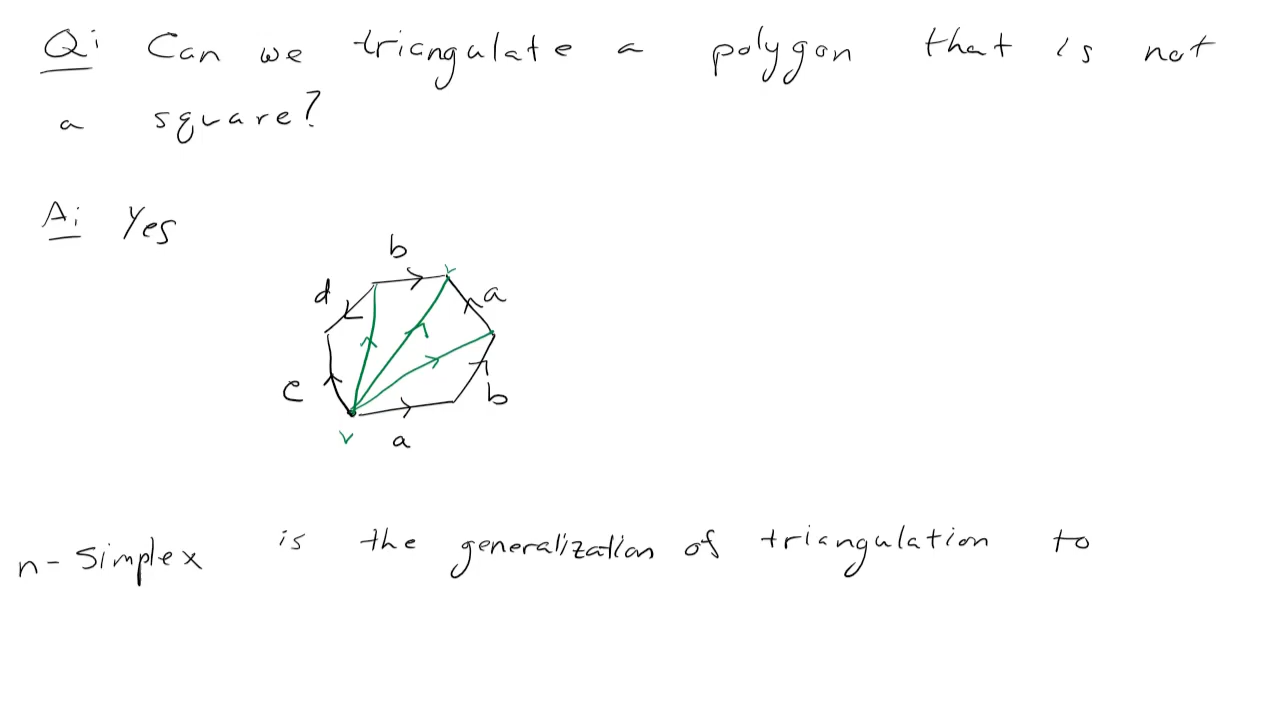 Q: Can we triangulate a polygon that is not
a square?
A: Yes
b
d
a
c
b
v
a
n-simplex is the generalization of triangulation to